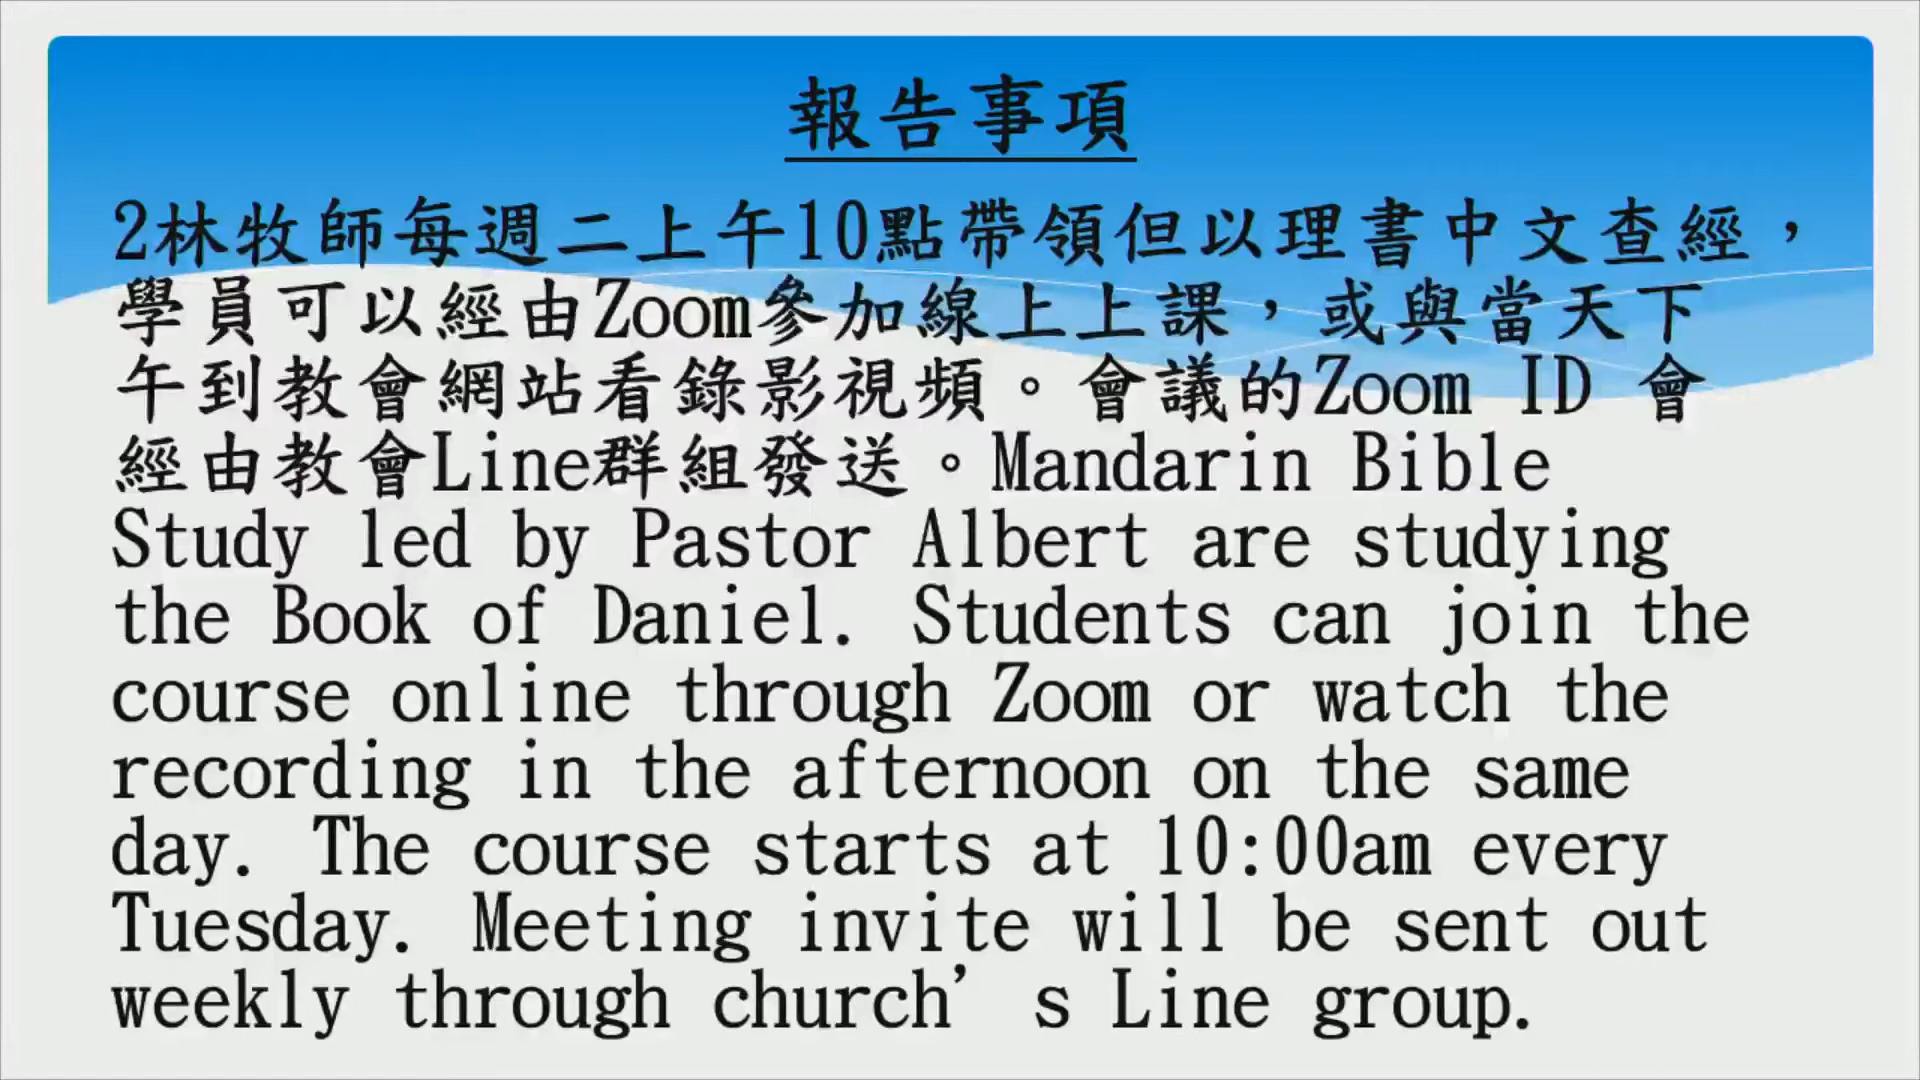 報告事項
2林牧師每週二上午10點帶領但以理書中文查經，
學員可以經由Zoom參加線上上課，或與當天下
午到教會網站看錄影視頻。會議的Zoom ID 會
經由教會Line群組發送。Mandarin Bible
Study led by Pastor Albert are studying
the Book of Daniel. Students can join the
course online through Zoom or watch the
recording in the afternoon on the same
day. The course starts at 10:00am every
Tuesday. Meeting invite will be sent out
weekly through church’s Line group.